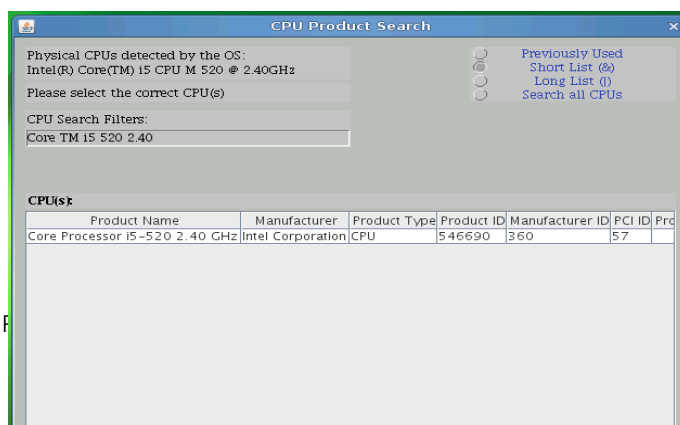 CPU Product Search
Physical CPUs detected by the OS:
Intel(R) Core(TM) i5 CPU M 520 @ 2.40GHz
Please select the correct CPU(s)
Previously Used
Short List (&)
Long List (|)
Search all CPUs
CPU Search Filters:
Core TM i5 520 2.40
CPU(s):
Product Name Manufacturer Product Type Product ID Manufacturer ID PCI ID Pro
Core Processor i5-520 2.40 GHz Intel Corporation CPU 546690 360 57